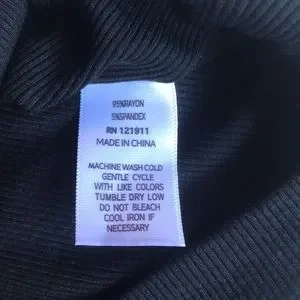 95%RAYON
5%SPANDEX
RN 121911
MADE IN CHINA
MACHINE WASH COLD
GENTLE CYCLE
WITH LIKE COLORS
TUMBLE DRY LOW
DO NOT BLEACH
COOL IRON IF
NECESSARY